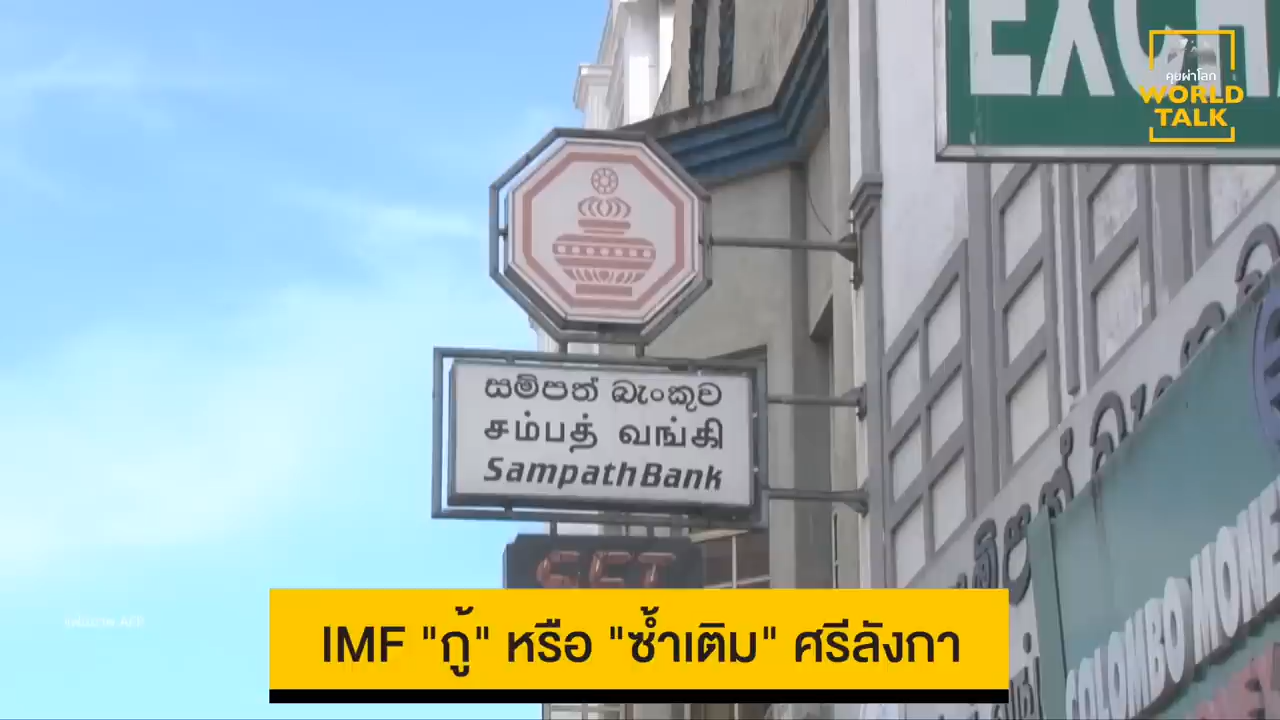 EXCHA
คุยผ่าโลก
WORLD
TALK
සම්පත් බැංකුව
சம்பத் வங்கி
SampathBank
COLOMBO MONE
IMF "กู้" หรือ "ซ้ำเติม" ศรีลังกา